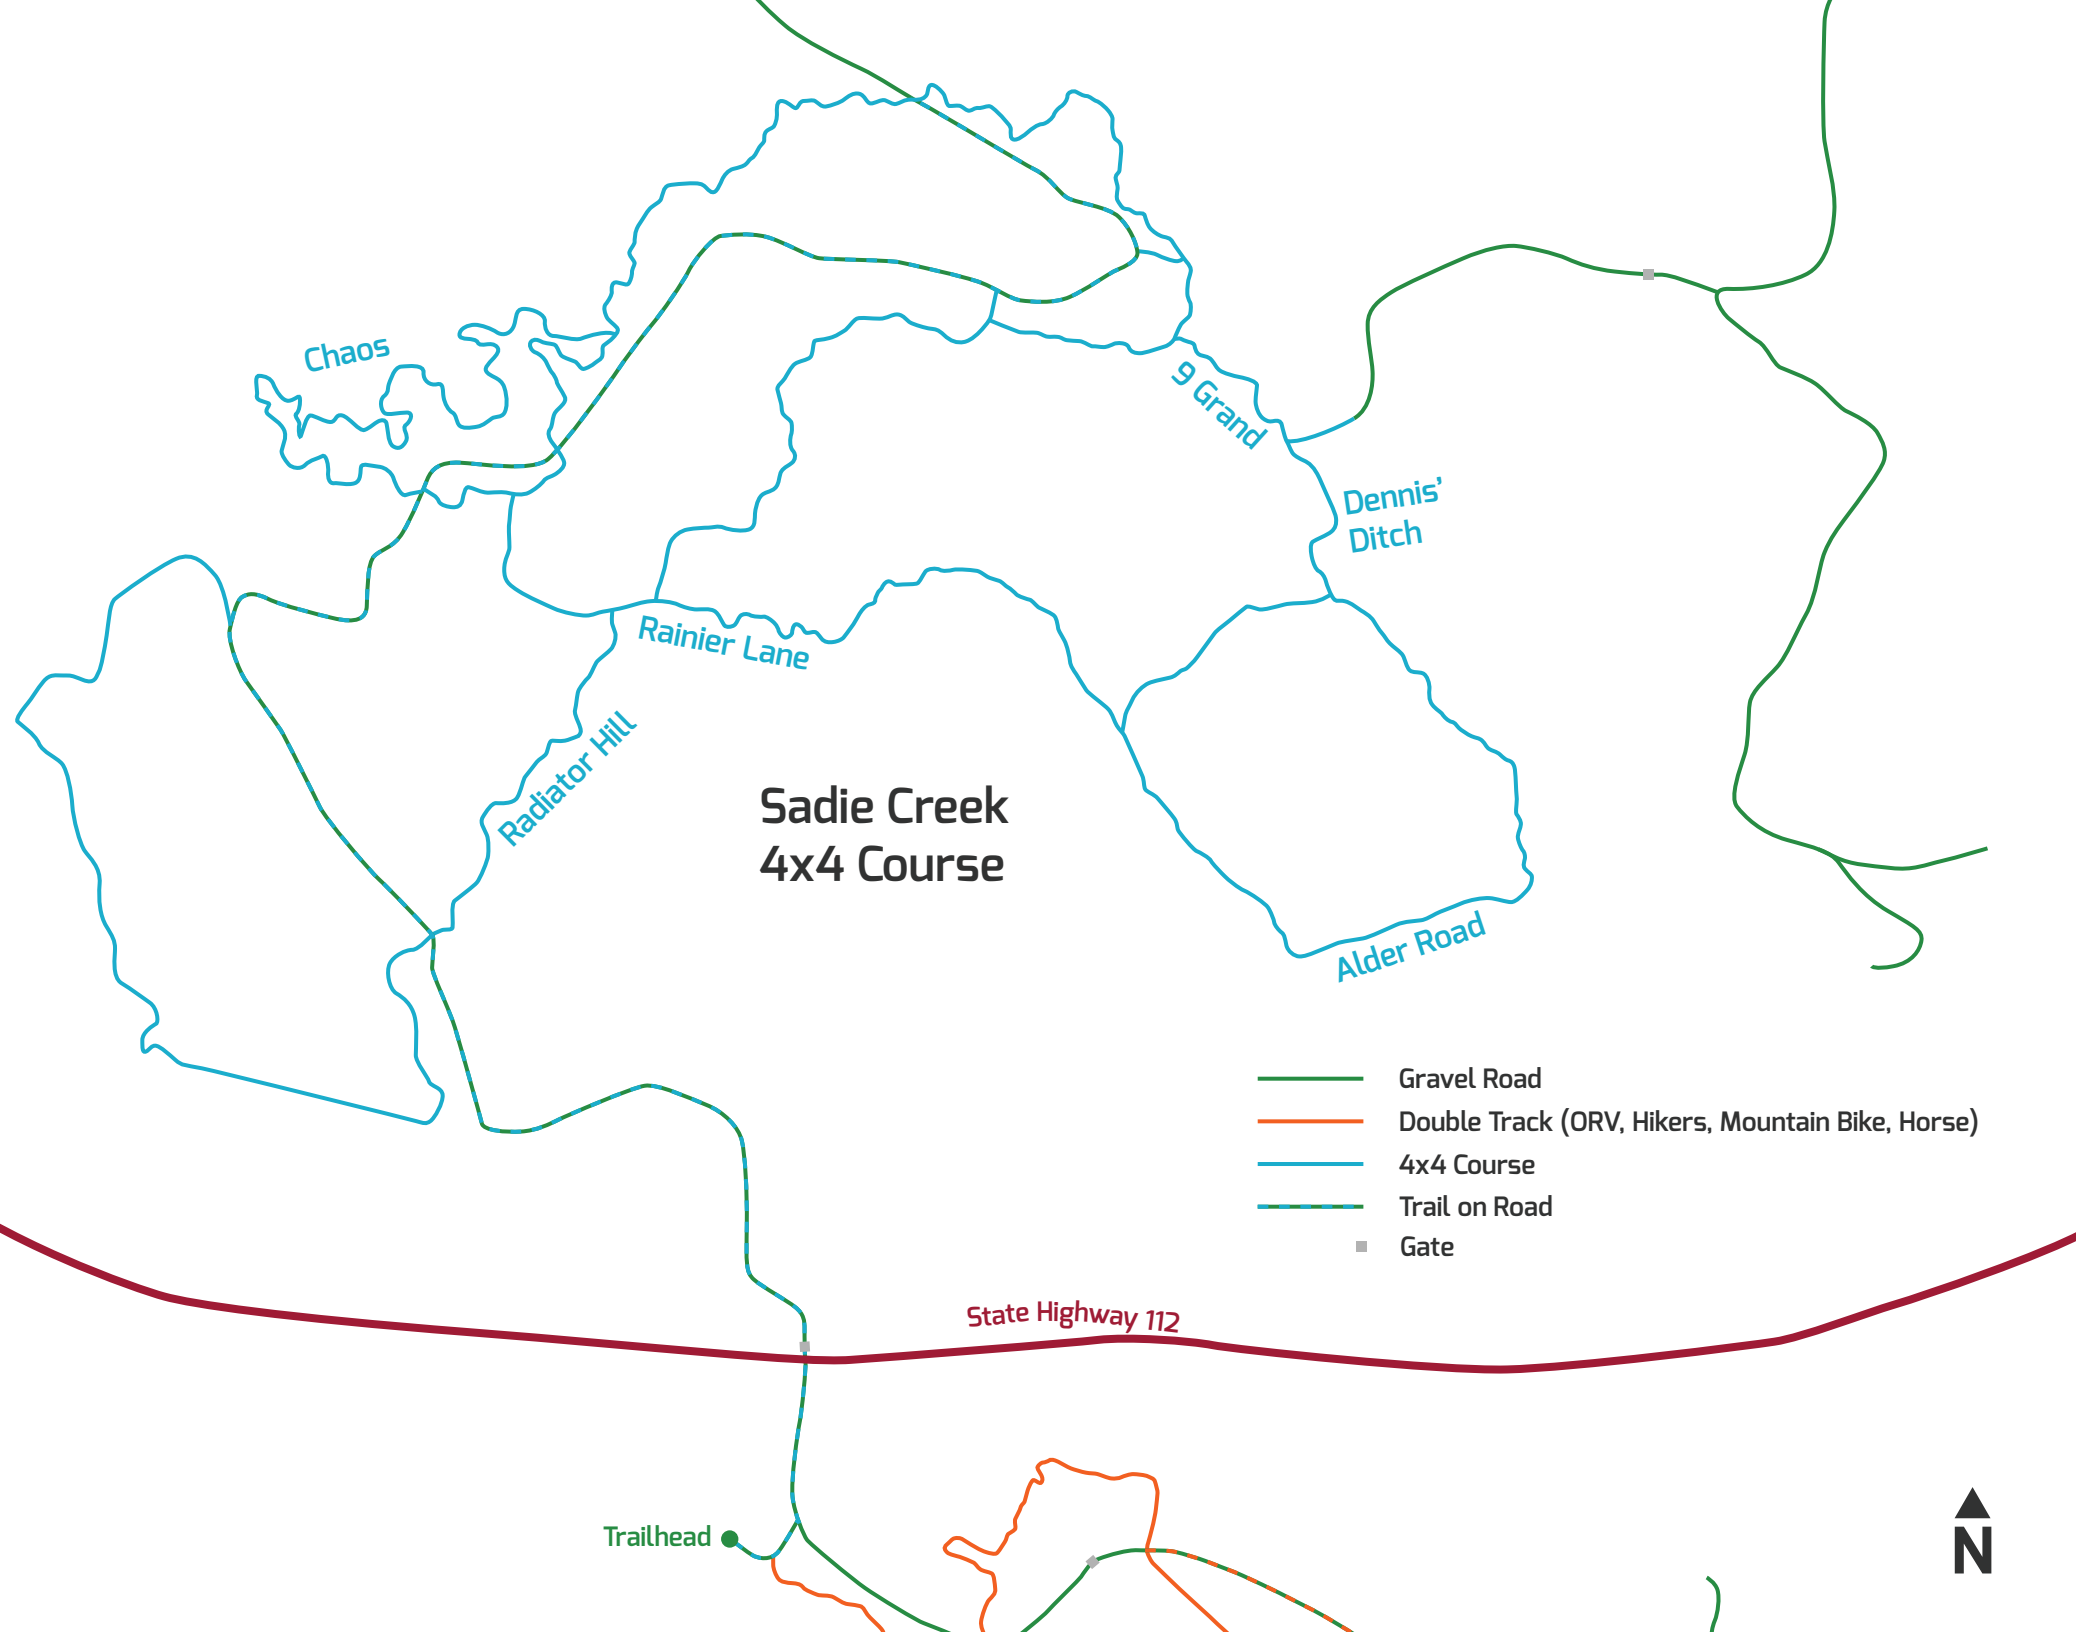 Chaos
9 Grand
Dennis’
Ditch
Rainier Lane
Radiator Hill
Sadie Creek
4x4 Course
Alder Road
Gravel Road
Double Track (ORV, Hikers, Mountain Bike, Horse)
4x4 Course
Trail on Road
Gate
State Highway 112
Trailhead
N